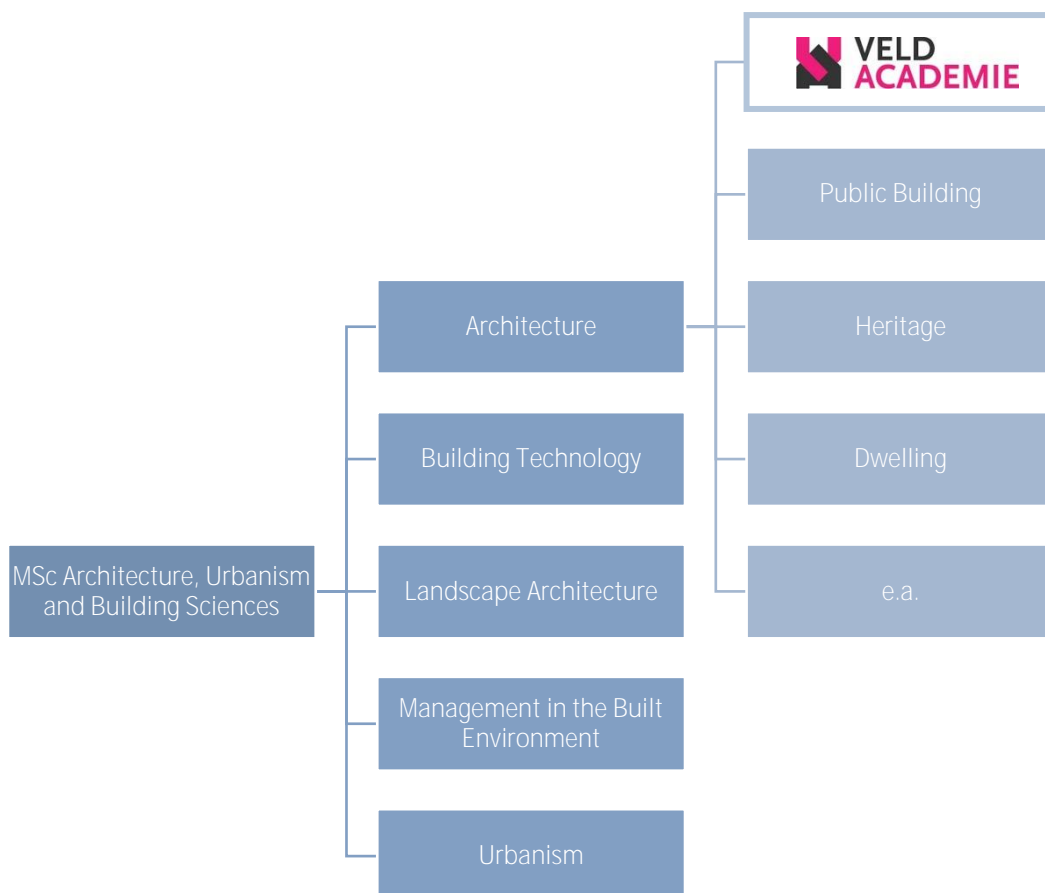 MSc Architecture, Urbanism
and Building Sciences
Architecture
Building Technology
Landscape Architecture
Management in the Built
Environment
Urbanism
VELD
ACADEMIE
Public Building
Heritage
Dwelling
e.a.